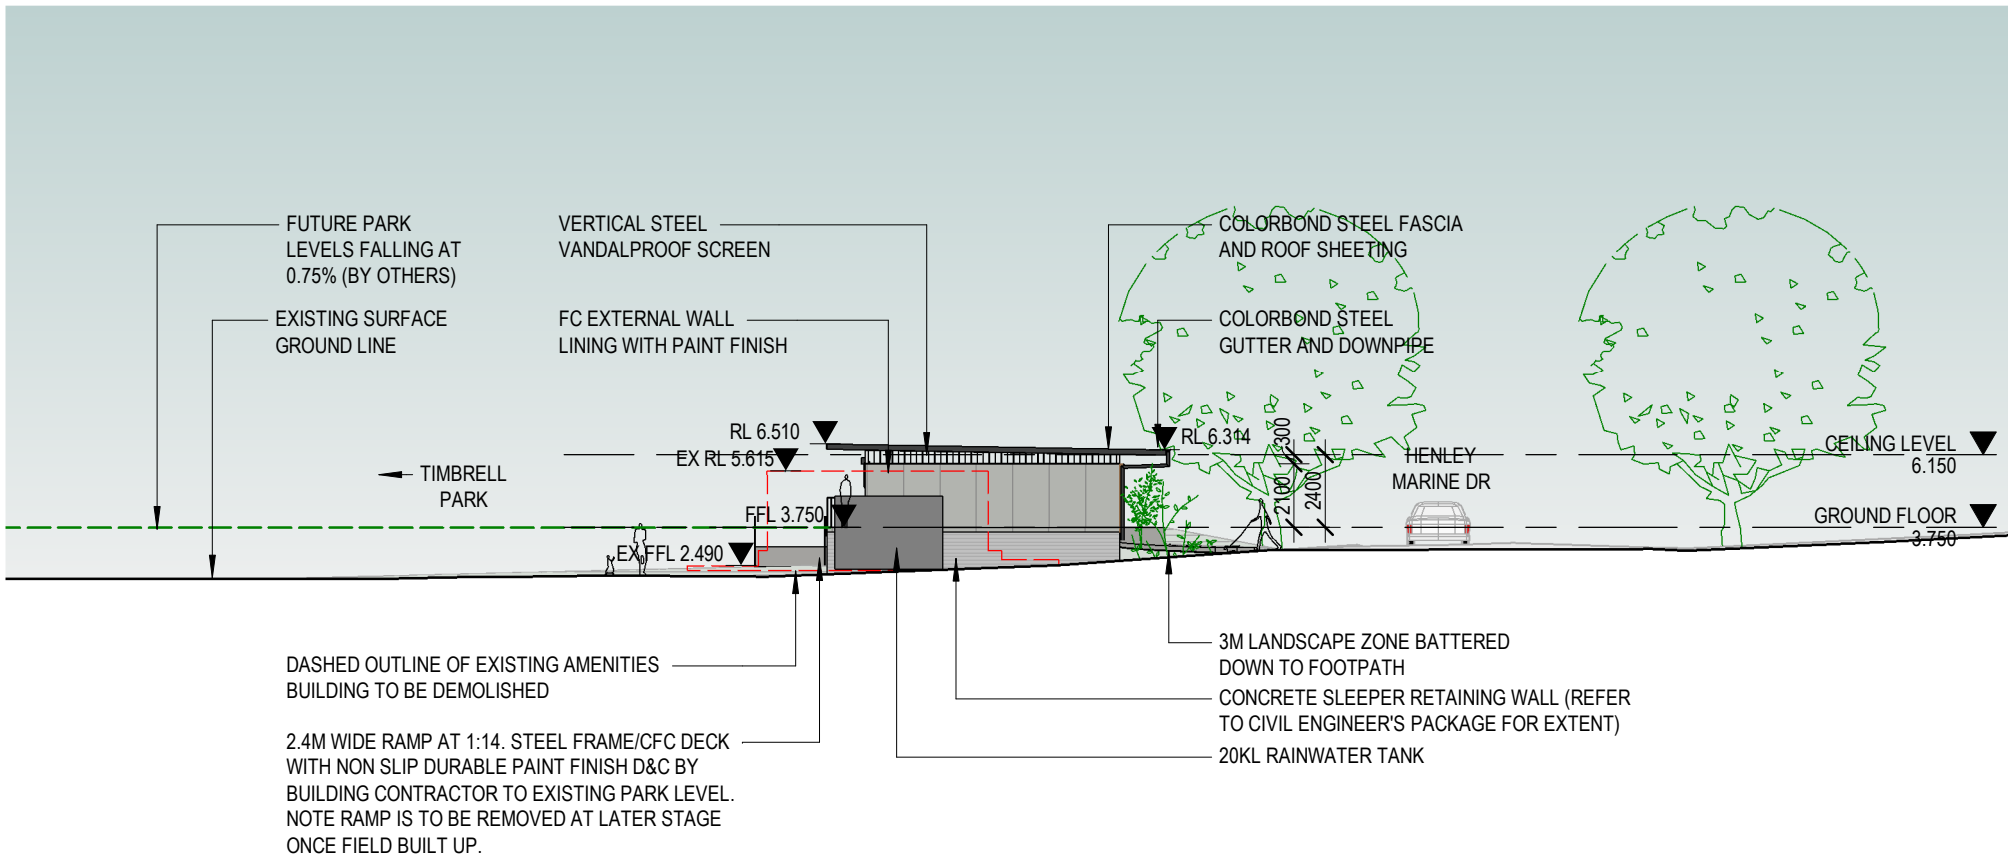 FUTURE PARK
LEVELS FALLING AT
0.75% (BY OTHERS)
VERTICAL STEEL
VANDALPROOF SCREEN
COLORBOND STEEL FASCIA
AND ROOF SHEETING
EXISTING SURFACE
GROUND LINE
FC EXTERNAL WALL
LINING WITH PAINT FINISH
COLORBOND STEEL
GUTTER AND DOWNPIPE
RL 6.510
RL 6.314
300
CEILING LEVEL
6.150
EX RL 5.615
TIMBRELL
PARK
HENLEY
MARINE DR
2100
2400
FFL 3.750
GROUND FLOOR
3.750
EX FFL 2.490
DASHED OUTLINE OF EXISTING AMENITIES
BUILDING TO BE DEMOLISHED
3M LANDSCAPE ZONE BATTERED
DOWN TO FOOTPATH
CONCRETE SLEEPER RETAINING WALL (REFER
TO CIVIL ENGINEER'S PACKAGE FOR EXTENT)
2.4M WIDE RAMP AT 1:14. STEEL FRAME/CFC DECK
WITH NON SLIP DURABLE PAINT FINISH D&C BY
BUILDING CONTRACTOR TO EXISTING PARK LEVEL.
NOTE RAMP IS TO BE REMOVED AT LATER STAGE
ONCE FIELD BUILT UP.
20KL RAINWATER TANK